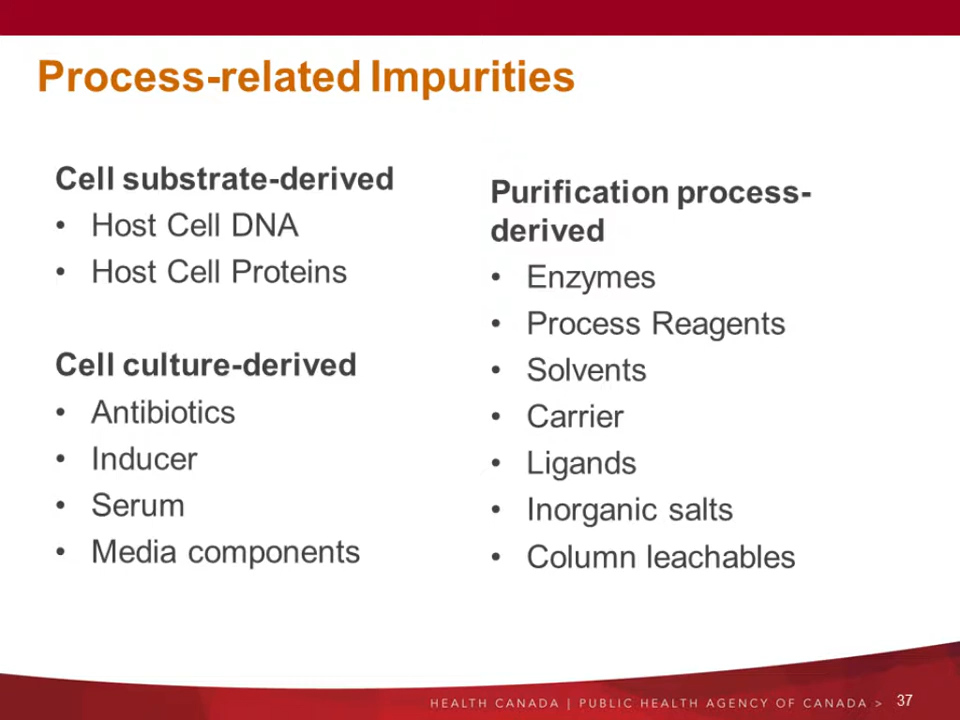 Process-related Impurities
Cell substrate-derived
• Host Cell DNA
• Host Cell Proteins
Cell culture-derived
• Antibiotics
• Inducer
• Serum
• Media components
Purification process-
derived
• Enzymes
• Process Reagents
• Solvents
• Carrier
• Ligands
• Inorganic salts
• Column leachables
HEALTH CANADA | PUBLIC HEALTH AGENCY OF CANADA > 37